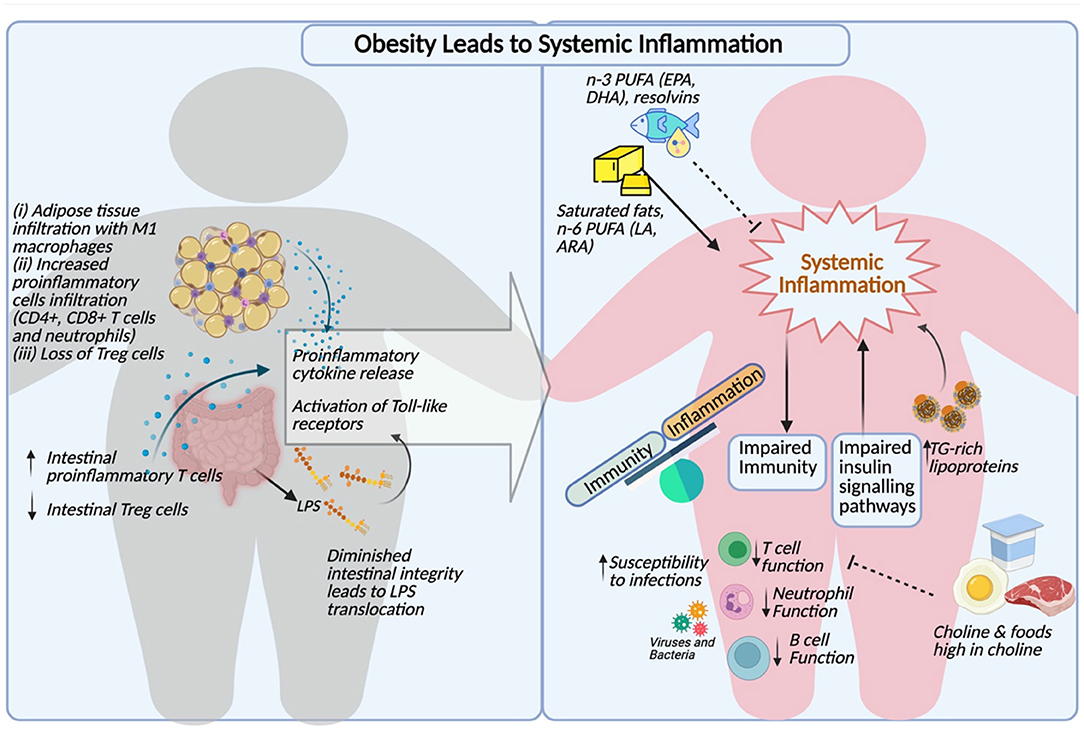 Obesity Leads to Systemic Inflammation
(i) Adipose tissue
infiltration with M1
macrophages
(ii) Increased
proinflammatory
cells infiltration
(CD4+, CD8+ T cells
and neutrophils)
(iii) Loss of Treg cells
Proinflammatory
cytokine release
Activation of Toll-like
receptors
Intestinal
proinflammatory T cells
Intestinal Treg cells
LPS
Diminished
intestinal integrity
leads to LPS
translocation
n-3 PUFA (EPA,
DHA), resolvins
Saturated fats,
n-6 PUFA (LA,
ARA)
Systemic
Inflammation
Immunity
Inflammation
Impaired
Immunity
Impaired
insulin
signalling
pathways
TG-rich
lipoproteins
Susceptibility
to infections
Viruses and
Bacteria
T cell
function
Neutrophil
Function
B cell
Function
Choline & foods
high in choline